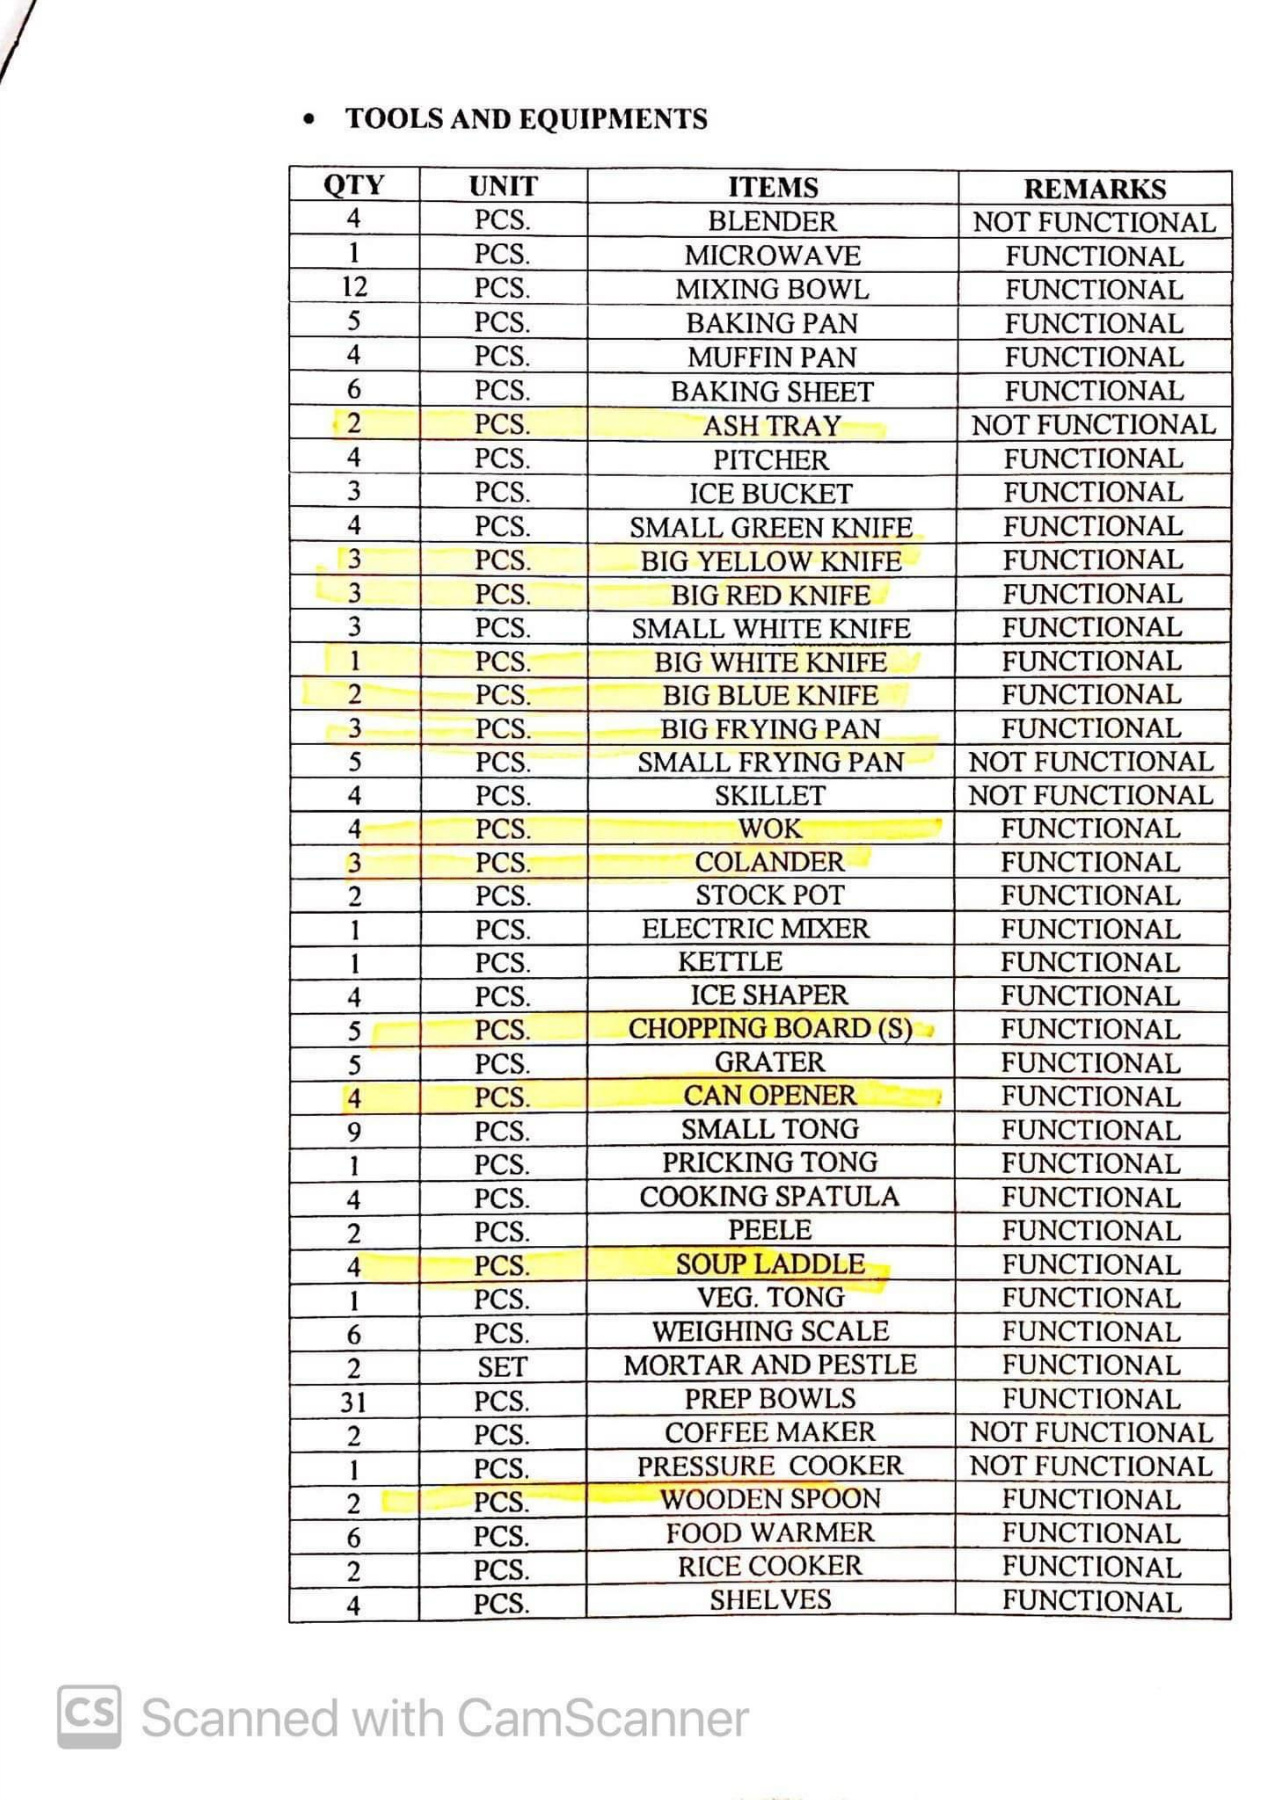 • TOOLS AND EQUIPMENTS
QTY UNIT ITEMS REMARKS
4 PCS. BLENDER NOT FUNCTIONAL
1 PCS. MICROWAVE FUNCTIONAL
12 PCS. MIXING BOWL FUNCTIONAL
5 PCS. BAKING PAN FUNCTIONAL
4 PCS. MUFFIN PAN FUNCTIONAL
6 PCS. BAKING SHEET FUNCTIONAL
2 PCS. ASH TRAY NOT FUNCTIONAL
4 PCS. PITCHER FUNCTIONAL
3 PCS. ICE BUCKET FUNCTIONAL
4 PCS. SMALL GREEN KNIFE FUNCTIONAL
3 PCS. BIG YELLOW KNIFE FUNCTIONAL
3 PCS. BIG RED KNIFE FUNCTIONAL
3 PCS. SMALL WHITE KNIFE FUNCTIONAL
1 PCS. BIG WHITE KNIFE FUNCTIONAL
2 PCS. BIG BLUE KNIFE FUNCTIONAL
3 PCS. BIG FRYING PAN FUNCTIONAL
5 PCS. SMALL FRYING PAN NOT FUNCTIONAL
4 PCS. SKILLET NOT FUNCTIONAL
4 PCS. WOK FUNCTIONAL
3 PCS. COLANDER FUNCTIONAL
2 PCS. STOCK POT FUNCTIONAL
1 PCS. ELECTRIC MIXER FUNCTIONAL
1 PCS. KETTLE FUNCTIONAL
4 PCS. ICE SHAPER FUNCTIONAL
5 PCS. CHOPPING BOARD (S) FUNCTIONAL
5 PCS. GRATER FUNCTIONAL
4 PCS. CAN OPENER FUNCTIONAL
9 PCS. SMALL TONG FUNCTIONAL
1 PCS. PRICKING TONG FUNCTIONAL
4 PCS. COOKING SPATULA FUNCTIONAL
2 PCS. PEELE FUNCTIONAL
4 PCS. SOUP LADDLE FUNCTIONAL
1 PCS. VEG. TONG FUNCTIONAL
6 PCS. WEIGHING SCALE FUNCTIONAL
2 SET MORTAR AND PESTLE FUNCTIONAL
31 PCS. PREP BOWLS FUNCTIONAL
2 PCS. COFFEE MAKER NOT FUNCTIONAL
1 PCS. PRESSURE COOKER NOT FUNCTIONAL
2 PCS. WOODEN SPOON FUNCTIONAL
6 PCS. FOOD WARMER FUNCTIONAL
2 PCS. RICE COOKER FUNCTIONAL
4 PCS. SHELVES FUNCTIONAL
CS Scanned with CamScanner